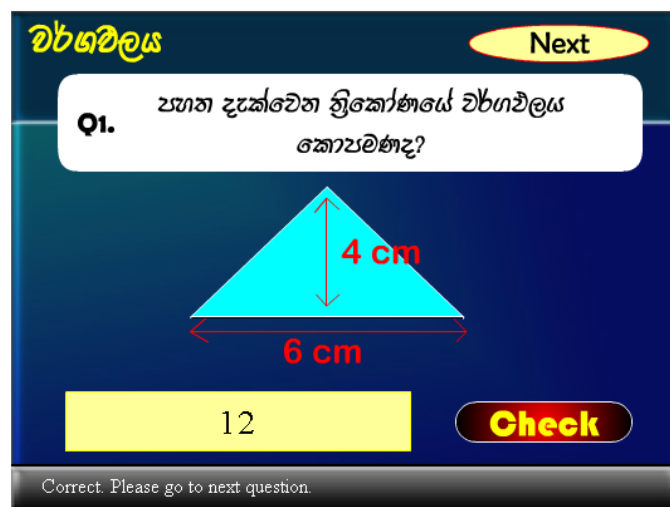 වර්ගඵලය
Next
Q1. පහත දැක්වෙන ත්‍රිකෝණයේ වර්ගඵලය
කොපමණද?
4 cm
6 cm
12
Check
Correct. Please go to next question.